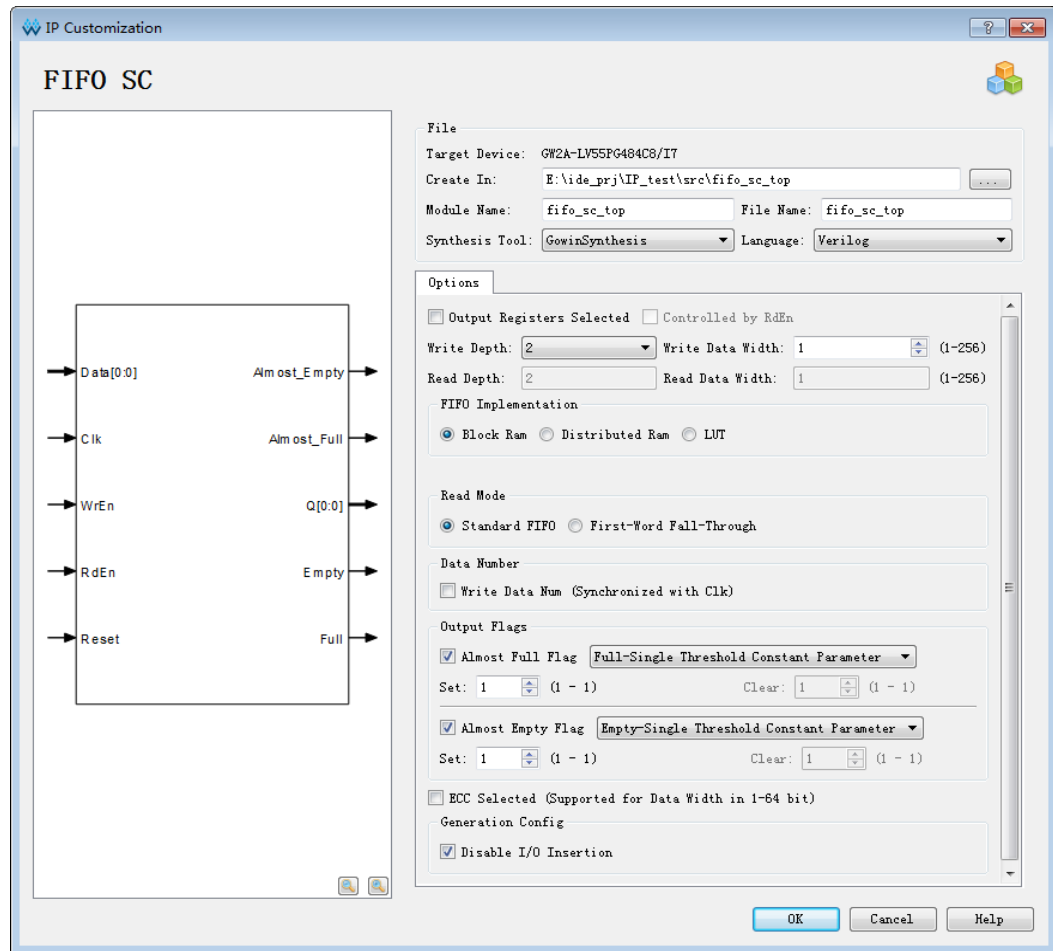 IP Customization
FIFO SC
Data[0:0]
Almost_Empty
Clk
Almost_Full
WrEn
Q[0:0]
RdEn
Empty
Reset
Full
File
Target Device: GW2A-LV55PG484C8/I7
Create In: E:\ide_prj\IP_test\src\fifo_sc_top ...
Module Name: fifo_sc_top File Name: fifo_sc_top
Synthesis Tool: GowinSynthesis Language: Verilog
Options
Output Registers Selected Controlled by RdEn
Write Depth: 2 Write Data Width: 1 (1-256)
Read Depth: 2 Read Data Width: 1 (1-256)
FIFO Implementation
Block Ram Distributed Ram LUT
Read Mode
Standard FIFO First-Word Fall-Through
Data Number
Write Data Num (Synchronized with Clk)
Output Flags
Almost Full Flag Full-Single Threshold Constant Parameter
Set: 1 (1 - 1) Clear: 1 (1 - 1)
Almost Empty Flag Empty-Single Threshold Constant Parameter
Set: 1 (1 - 1) Clear: 1 (1 - 1)
ECC Selected (Supported for Data Width in 1-64 bit)
Generation Config
Disable I/O Insertion
OK Cancel Help